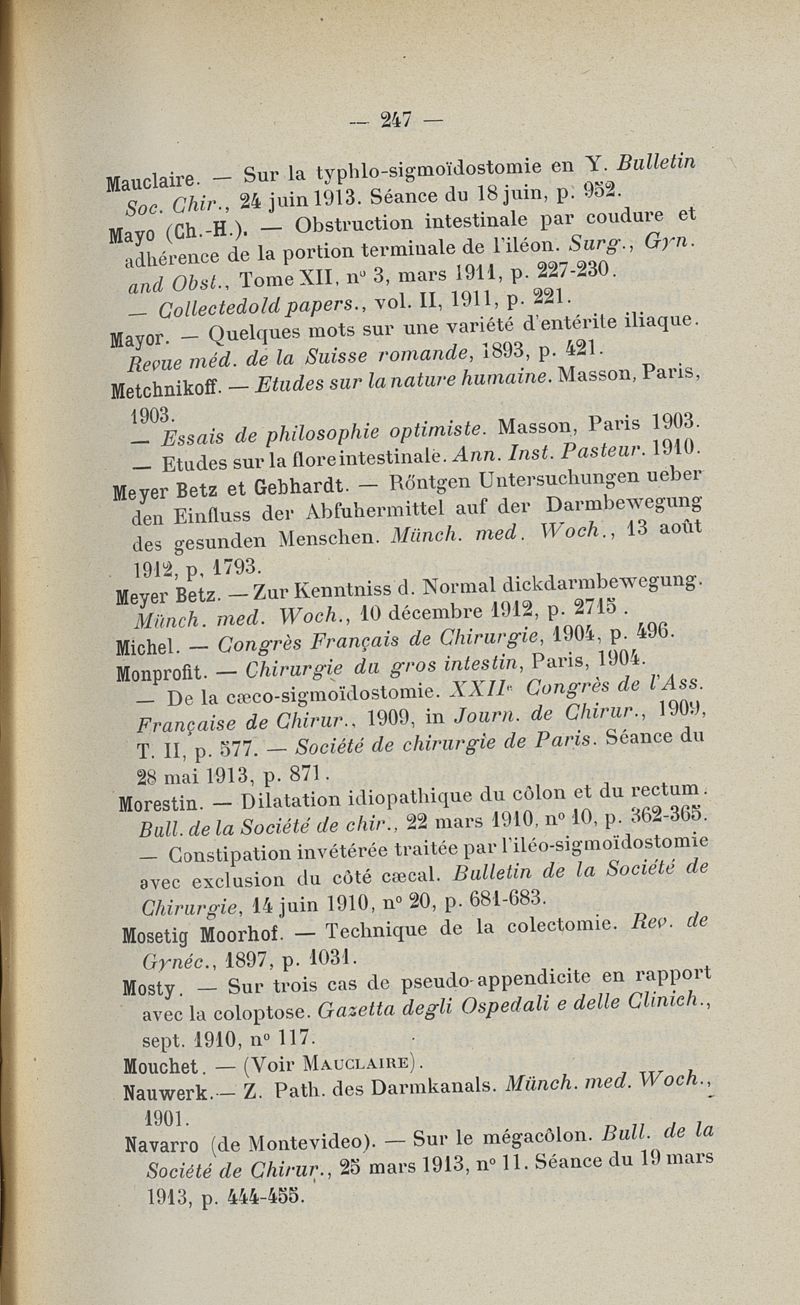 — 247 —
Mauclaire. — Sur la typhlo-sigmoïdostomie en Y. Bulletin
Soc. Chir., 24 juin 1913. Séance du 18 juin, p. 952.
Mayo (Ch.-H.). — Obstruction intestinale par coudure et
adhérence de la portion terminale de l'iléon. Surg., Gyn.
and Obst., Tome XII, nº 3, mars 1911, p. 227-230.
— Collectedold papers., vol. II, 1911, p. 221.
Mayor. — Quelques mots sur une variété d'entérite iliaque.
Revue méd. de la Suisse romande, 1893, p. 421.
Metchnikoff. — Etudes sur la nature humaine. Masson, Paris,
1903.
— Essais de philosophie optimiste. Masson, Paris 1903.
— Etudes sur la flore intestinale. Ann. Inst. Pasteur. 1910.
Meyer Betz et Gebhardt. — Rőntgen Untersuchungen ueber
den Einfluss der Abfuhermittel auf der Darmbewegung
des gesunden Menschen. Münch. med. Woch., 13 août
1912, p, 1793.
Meyer Betz. — Zur Kenntniss d. Normal dickdarmbewegung.
Münch. med. Woch., 10 décembre 1912, p. 2715.
Michel. — Congrès Français de Chirurgie, 1904, p. 496.
Monprofit. — Chirurgie du gros intestin, Paris, 1904.
— De la cæco-sigmoïdostomie. XXIIe Congrès de l'Ass.
Française de Chirur., 1909, in Journ. de Chirur., 1909,
T. II, p. 577. — Société de chirurgie de Paris. Séance du
28 mai 1913, p. 871.
Morestin. — Dilatation idiopathique du côlon et du rectum.
Bull. de la Société de chir., 22 mars 1910, nº 10, p. 362-365.
— Constipation invétérée traitée par l'iléo-sigmoïdostomie
avec exclusion du côté cæcal. Bulletin de la Société de
Chirurgie, 14 juin 1910, nº 20, p. 681-683.
Mosetig Moorhof. — Technique de la colectomie. Rev. de
Gynéc., 1897, p. 1031.
Mosty. — Sur trois cas de pseudo-appendicite en rapport
avec la coloptose. Gazetta degli Ospedali e delle Clinich.,
sept. 1910, nº 117.
Mouchet. — (Voir MAUCLAIRE).
Nauwerk. — Z. Path. des Darmkanals. Münch. med. Woch.,
1901.
Navarro (de Montevideo). — Sur le mégacôlon. Bull. de la
Société de Chirur., 25 mars 1913, nº 11. Séance du 19 mars
1913, p. 444-455.